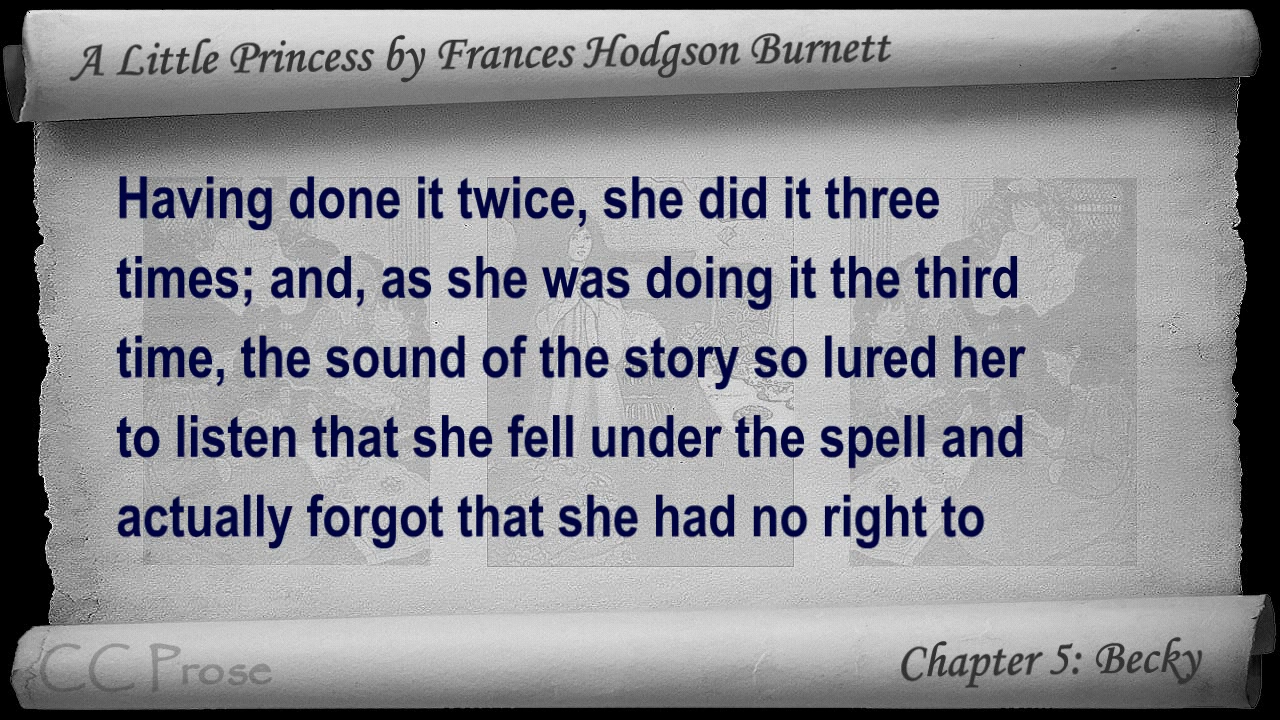 A Little Princess by Frances Hodgson Burnett
Having done it twice, she did it three
times; and, as she was doing it the third
time, the sound of the story so lured her
to listen that she fell under the spell and
actually forgot that she had no right to
CC Prose
Chapter 5: Becky